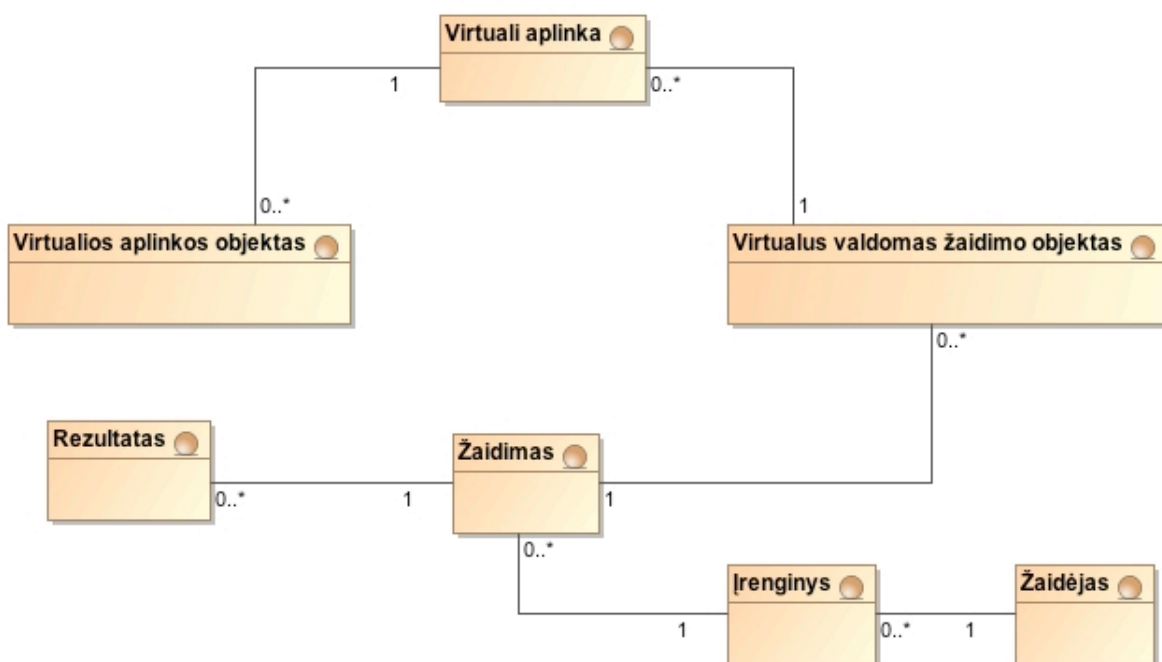 Virtuali aplinka
1
0..*
0..*
1
Virtualios aplinkos objektas
Virtualus valdomas žaidimo objektas
0..*
Rezultatas
Žaidimas
0..*
1
1
0..*
Įrenginys
Žaidėjas
1
0..*
1